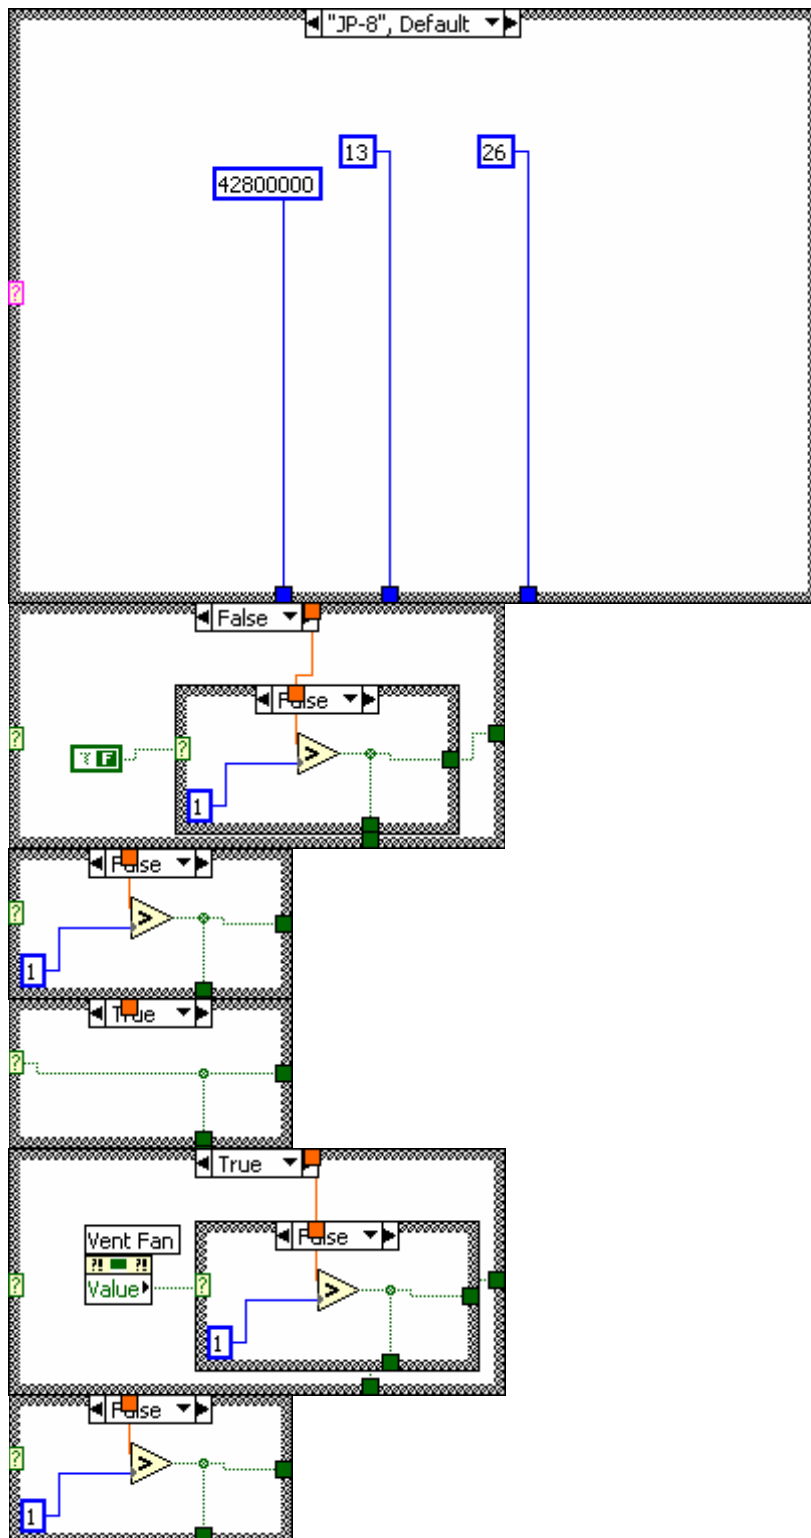 "JP-8", Default
13
26
42800000
?
False
False
?
?
F
>
1
False
?
>
1
True
?
True
Vent Fan
?! ?!
Value
?
False
?
>
1
False
?
>
1